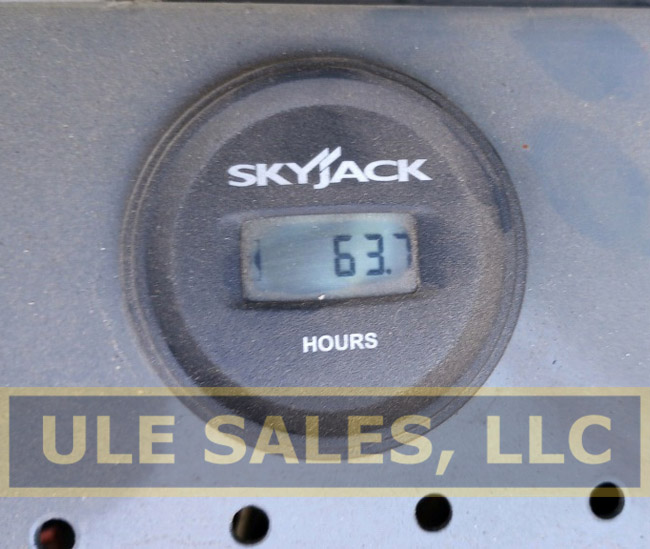 SKYJACK
63.7
HOURS
ULE SALES, LLC